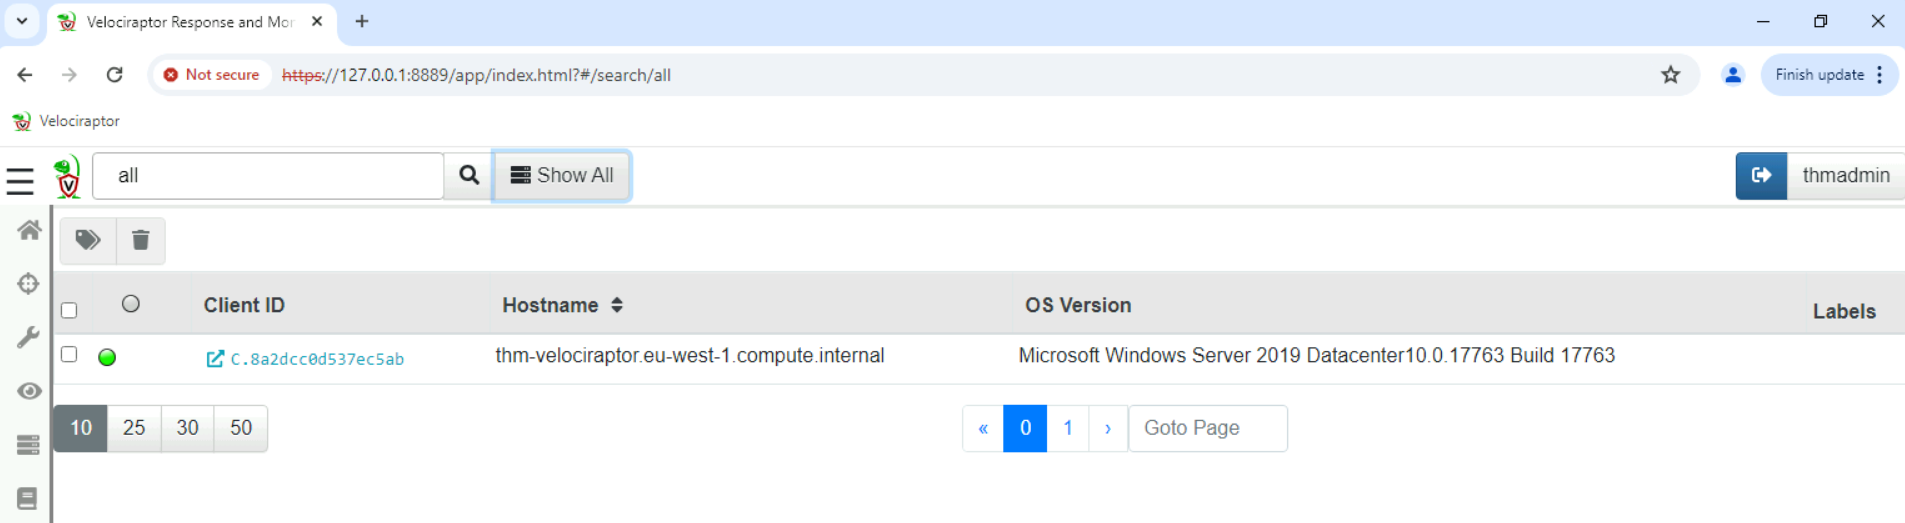 Velociraptor Response and Mor
Not secure https://127.0.0.1:8889/app/index.html?#/search/all Finish update
Velociraptor
all Show All thmadmin
Client ID Hostname OS Version Labels
C.8a2dcc0d537ec5ab thm-velociraptor.eu-west-1.compute.internal Microsoft Windows Server 2019 Datacenter10.0.17763 Build 17763
10 25 30 50 « 0 1 › Goto Page